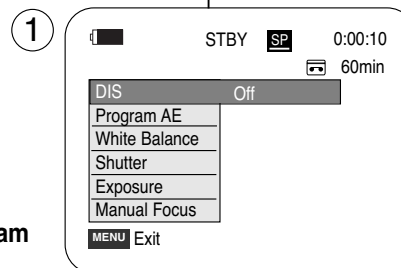 1
STBY SP 0:00:10
60min
DIS Off
Program AE
White Balance
Shutter
Exposure
Manual Focus
am
MENU Exit